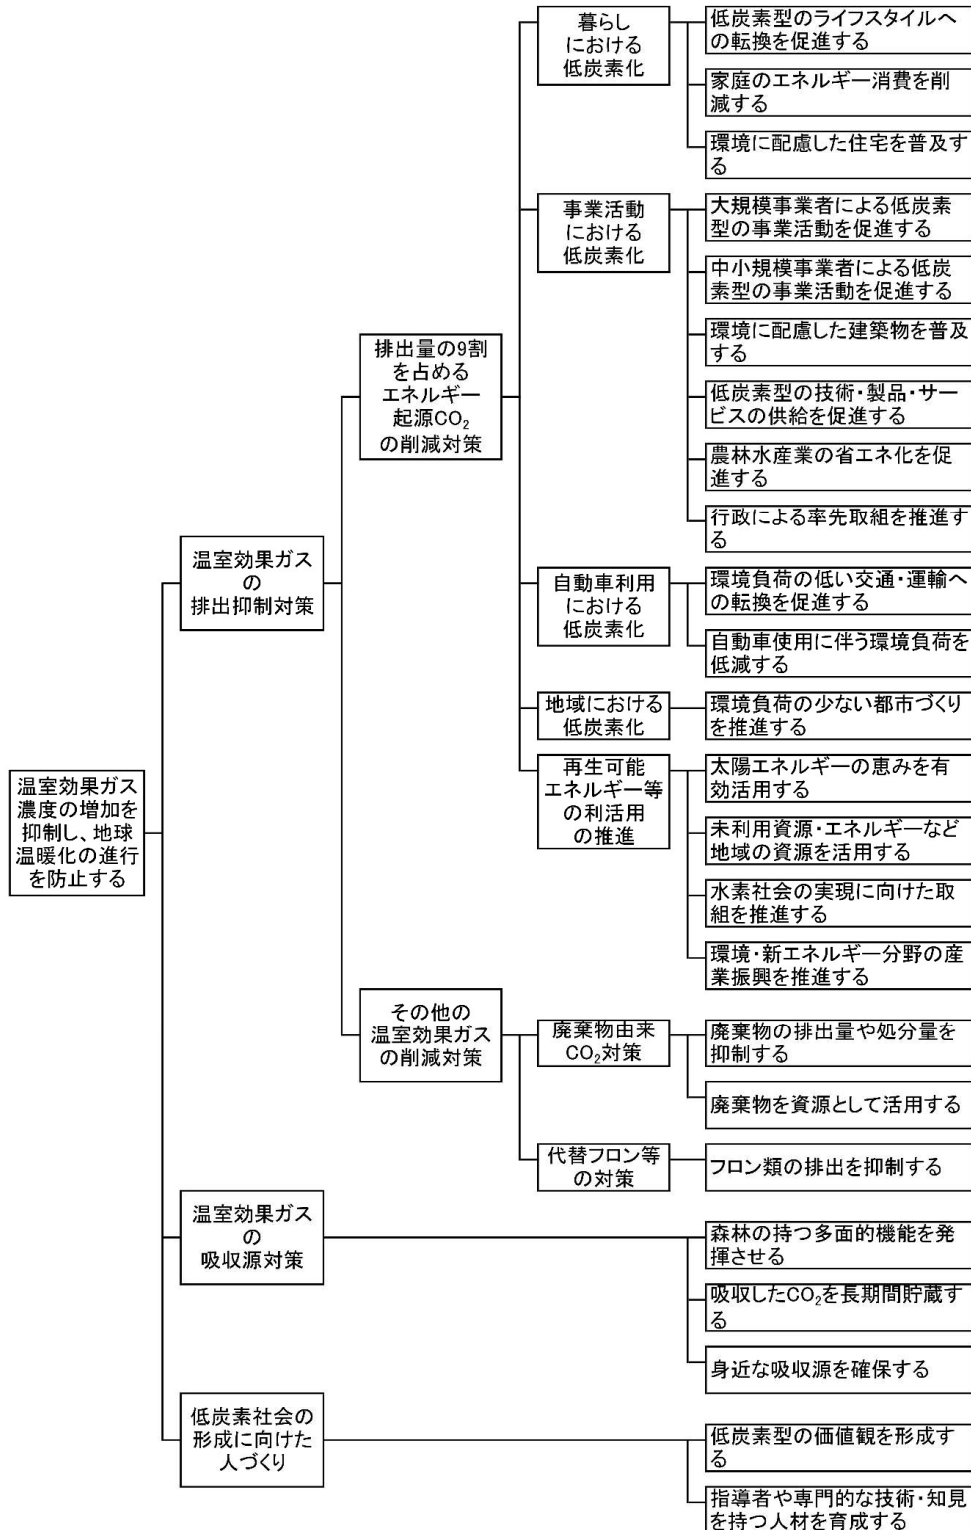 温室効果ガス
濃度の増加を
抑制し、地球
温暖化の進行
を防止する
温室効果ガス
の
排出抑制対策
排出量の9割
を占める
エネルギー
起源CO₂
の削減対策
暮らし
における
低炭素化
低炭素型のライフスタイルへ
の転換を促進する
家庭のエネルギー消費を削
減する
環境に配慮した住宅を普及す
る
事業活動
における
低炭素化
大規模事業者による低炭素
型の事業活動を促進する
中小規模事業者による低炭
素型の事業活動を促進する
環境に配慮した建築物を普及
する
低炭素型の技術・製品・サー
ビスの供給を促進する
農林水産業の省エネ化を促
進する
行政による率先取組を推進す
る
自動車利用
における
低炭素化
環境負荷の低い交通・運輸へ
の転換を促進する
自動車使用に伴う環境負荷を
低減する
地域における
低炭素化
環境負荷の少ない都市づくり
を推進する
再生可能
エネルギー等
の利活用
の推進
太陽エネルギーの恵みを有
効活用する
未利用資源・エネルギーなど
地域の資源を活用する
水素社会の実現に向けた取
組を推進する
環境・新エネルギー分野の産
業振興を推進する
その他の
温室効果ガス
の削減対策
廃棄物由来
CO₂対策
廃棄物の排出量や処分量を
抑制する
廃棄物を資源として活用する
代替フロン等
の対策
フロン類の排出を抑制する
温室効果ガス
の
吸収源対策
森林の持つ多面的機能を発
揮させる
吸収したCO₂を長期間貯蔵す
る
身近な吸収源を確保する
低炭素社会の
形成に向けた
人づくり
低炭素型の価値観を形成す
る
指導者や専門的な技術・知見
を持つ人材を育成する